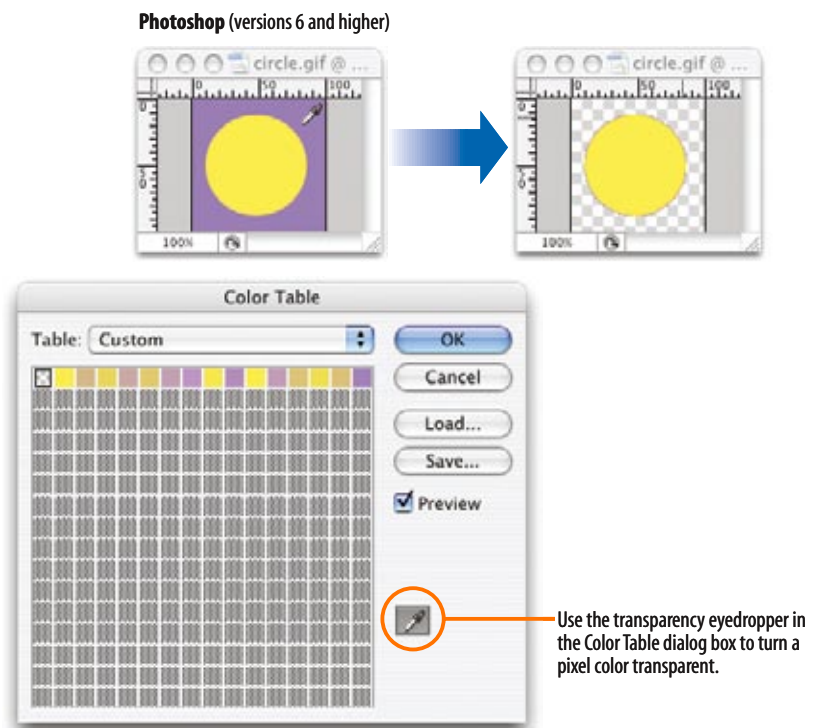 Photoshop (versions 6 and higher)
circle.gif @ ...
circle.gif @ ...
0 50 100
0 50 100
0
50
0
50
100%
100%
Color Table
Table: Custom
OK
Cancel
Load...
Save...
Preview
Use the transparency eyedropper in
the Color Table dialog box to turn a
pixel color transparent.